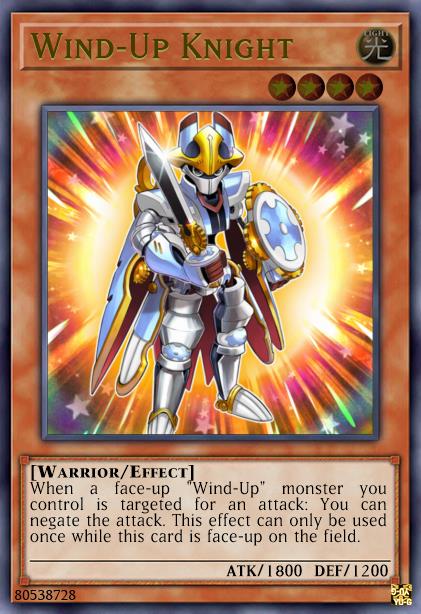 Wind-Up Knight
LIGHT
光
[Warrior/Effect]
When a face-up "Wind-Up" monster you
control is targeted for an attack: You can
negate the attack. This effect can only be used
once while this card is face-up on the field.
ATK/1800 DEF/1200
80538728